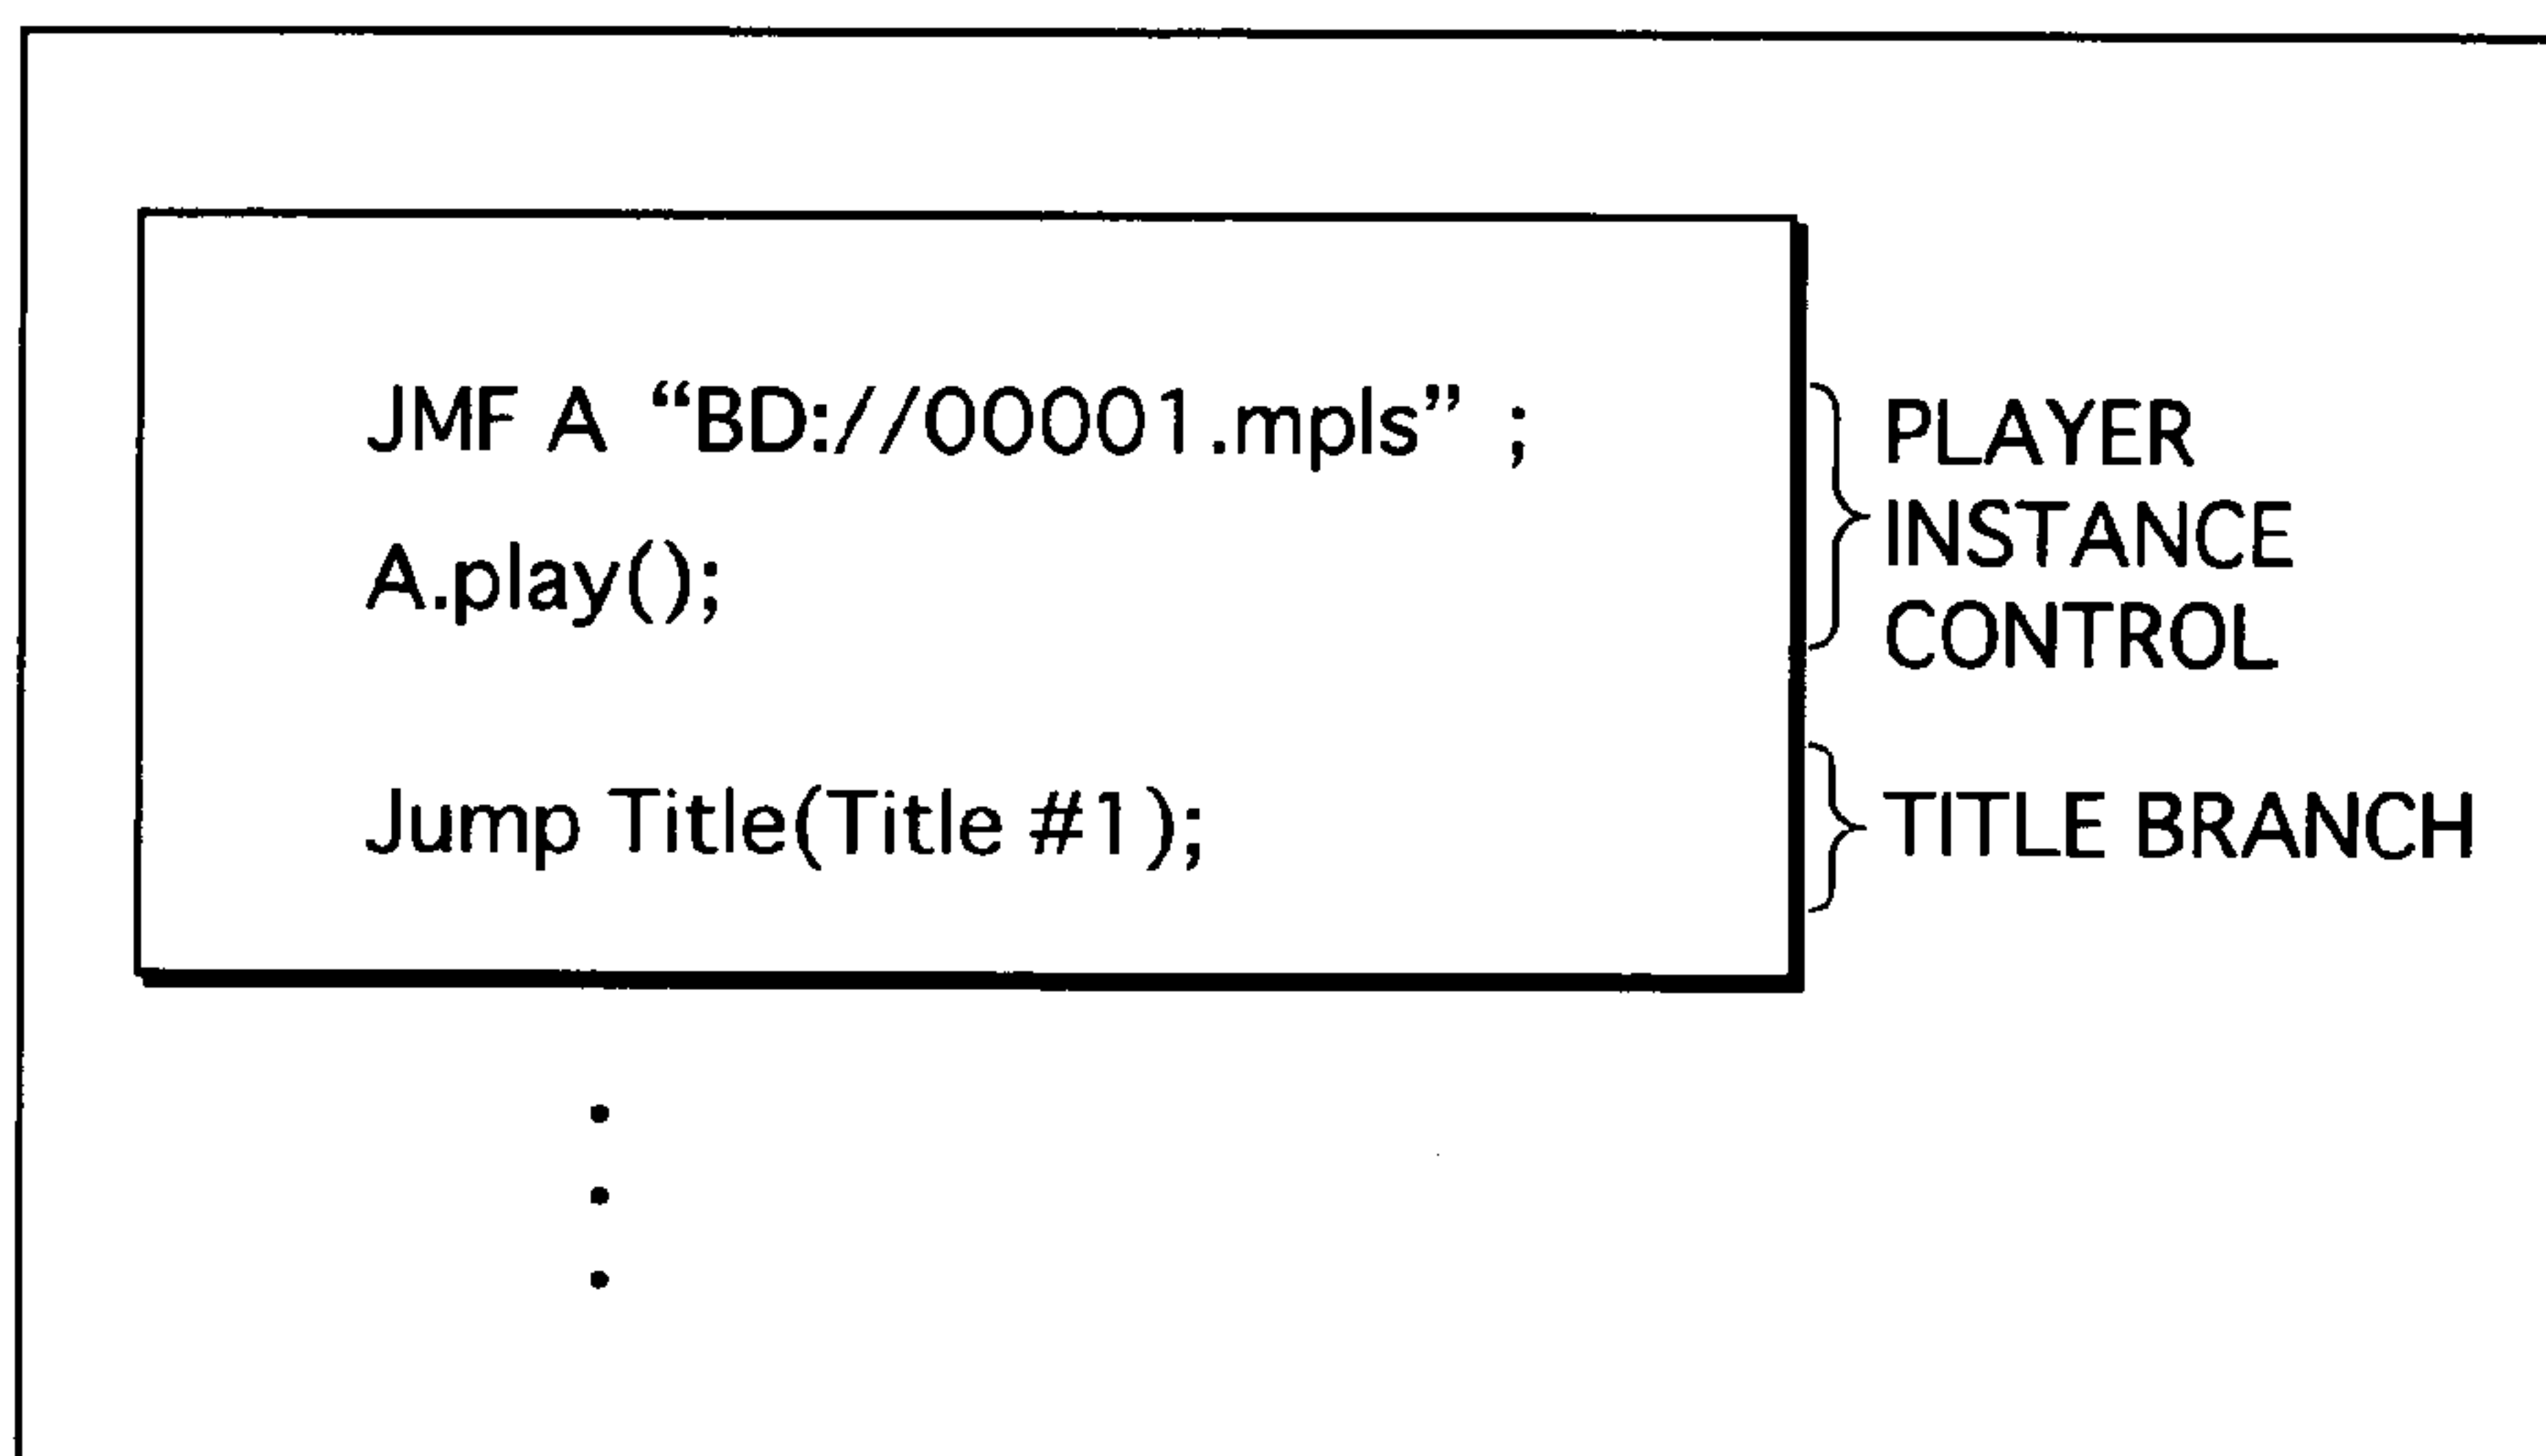 JMF A “BD://00001.mpls” ;
A.play();
PLAYER
INSTANCE
CONTROL
Jump Title(Title #1);
TITLE BRANCH